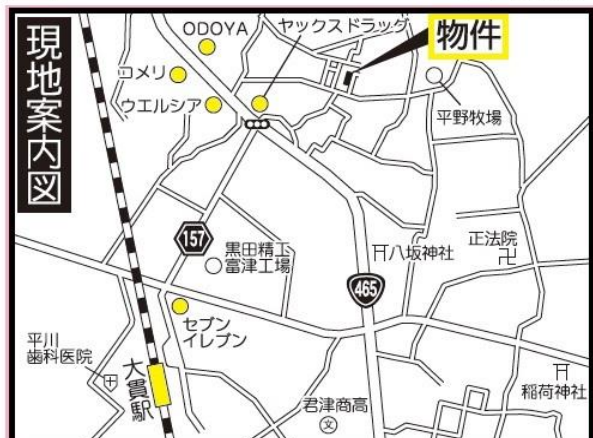 現地案内図
ODOYA
ヤックスドラッグ
物件
コメリ
ウエルシア
平野牧場
157
黒田精工
富津工場
八坂神社
正法院
465
セブン
イレブン
平川
歯科医院
大貫駅
稲荷神社
君津商高
文